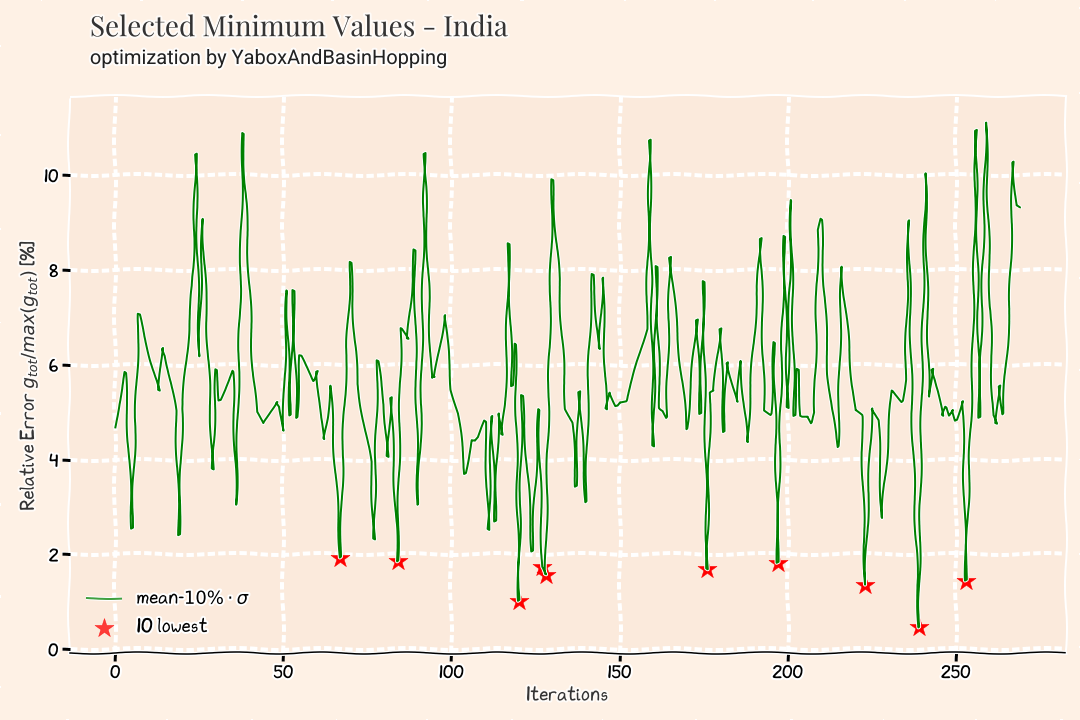 Selected Minimum Values - India
optimization by YaboxAndBasinHopping
Relative Error g_tot/max(g_tot) [%]
10
8
6
4
2
0
mean-10% · σ
10 lowest
0 50 100 150 200 250
Iterations